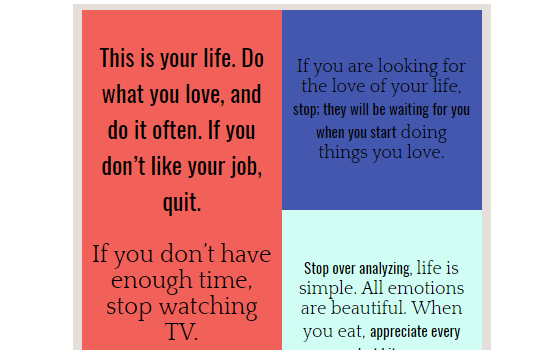 This is your life. Do
what you love, and
do it often. If you
don’t like your job,
quit.
If you don’t have
enough time,
stop watching
TV.
If you are looking for
the love of your life,
stop; they will be waiting for you
when you start doing
things you love.
Stop over analyzing, life is
simple. All emotions
are beautiful. When
you eat, appreciate every